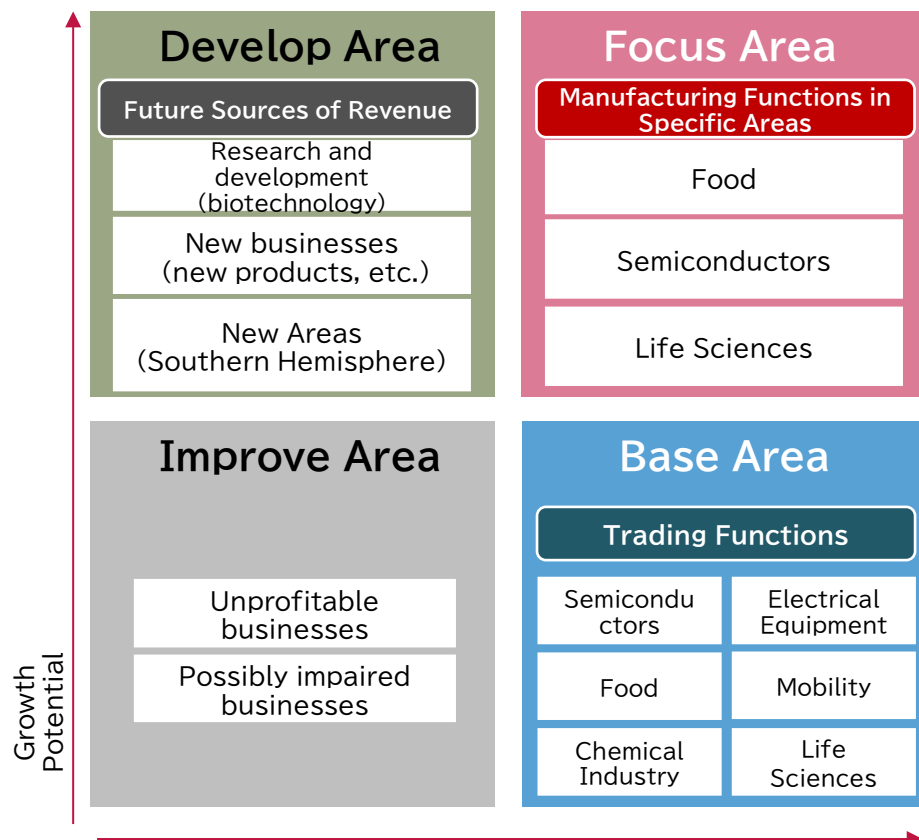 Develop Area
Future Sources of Revenue
Research and
development
(biotechnology)
New businesses
(new products, etc.)
New Areas
(Southern Hemisphere)
Focus Area
Manufacturing Functions in
Specific Areas
Food
Semiconductors
Life Sciences
Improve Area
Unprofitable
businesses
Possibly impaired
businesses
Base Area
Trading Functions
Semicondu
ctors
Electrical
Equipment
Food
Mobility
Chemical
Industry
Life
Sciences
Growth
Potential